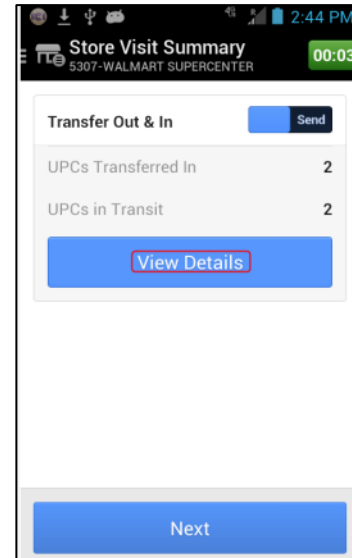 4G 2:44 PM
Store Visit Summary
5307-WALMART SUPERCENTER
00:03
Transfer Out & In Send
UPCs Transferred In 2
UPCs in Transit 2
View Details
Next